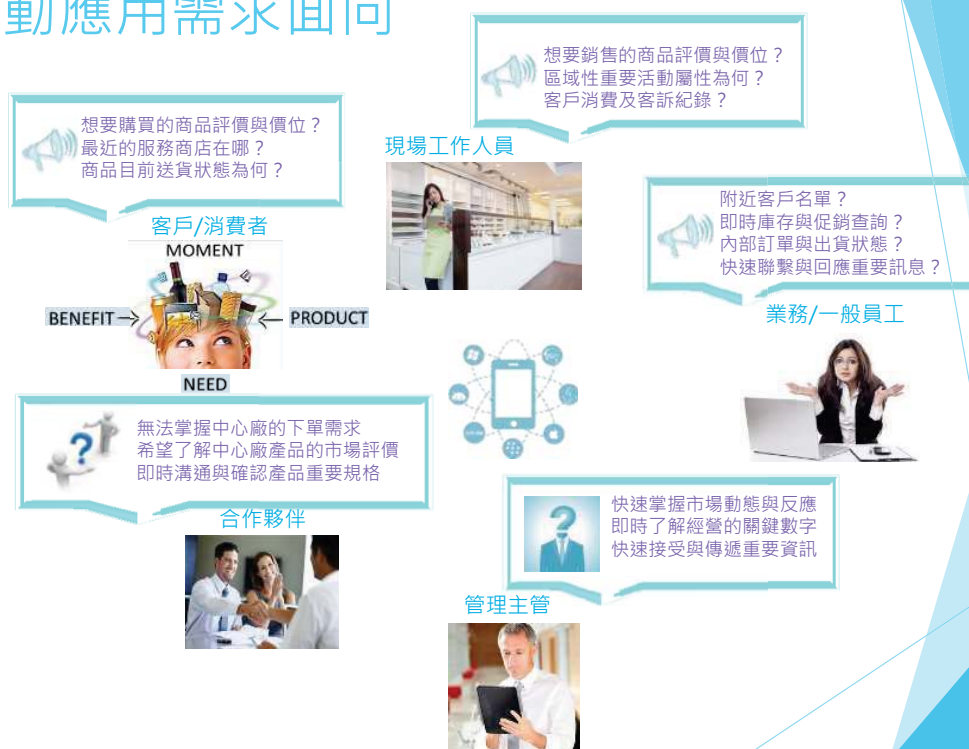 動應用需求面向
想要銷售的商品評價與價位？
區域性重要活動屬性為何？
客戶消費及客訴紀錄？
現場工作人員
想要購買的商品評價與價位？
最近的服務商店在哪？
商品目前送貨狀態為何？
客戶/消費者
MOMENT
BENEFIT
PRODUCT
NEED
附近客戶名單？
即時庫存與促銷查詢？
內部訂單與出貨狀態？
快速聯繫與回應重要訊息？
業務/一般員工
無法掌握中心廠的下單需求
希望了解中心廠產品的市場評價
即時溝通與確認產品重要規格
合作夥伴
快速掌握市場動態與反應
即時了解經營的關鍵數字
快速接受與傳遞重要資訊
管理主管